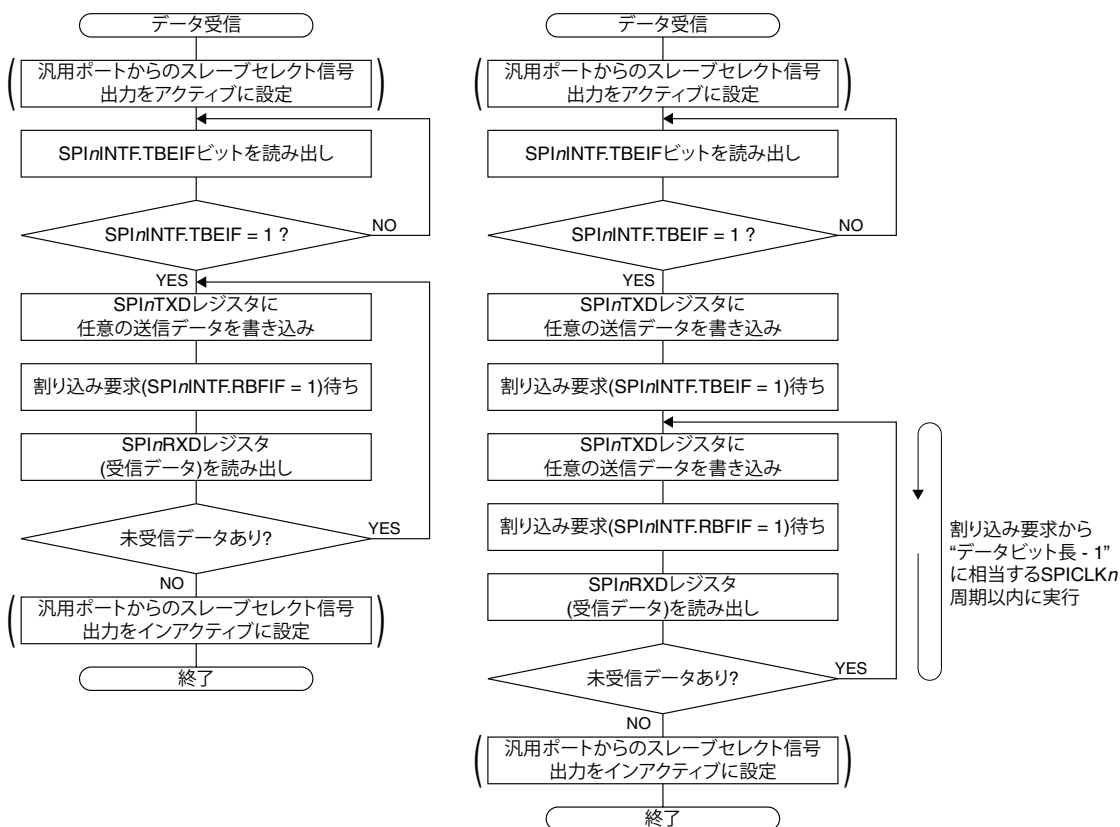 データ受信
汎用ポートからのスレーブセレクト信号
出力をアクティブに設定
SPInINTF.TBEIFビットを読み出し
SPInINTF.TBEIF = 1 ?
NO
YES
SPInTXDレジスタに
任意の送信データを書き込み
割り込み要求(SPInINTF.RBFIF = 1)待ち
SPInRXDレジスタ
(受信データ)を読み出し
未受信データあり?
YES
NO
汎用ポートからのスレーブセレクト信号
出力をインアクティブに設定
終了
データ受信
汎用ポートからのスレーブセレクト信号
出力をアクティブに設定
SPInINTF.TBEIFビットを読み出し
SPInINTF.TBEIF = 1 ?
NO
YES
SPInTXDレジスタに
任意の送信データを書き込み
割り込み要求(SPInINTF.TBEIF = 1)待ち
SPInTXDレジスタに
任意の送信データを書き込み
割り込み要求(SPInINTF.RBFIF = 1)待ち
SPInRXDレジスタ
(受信データ)を読み出し
未受信データあり?
YES
NO
汎用ポートからのスレーブセレクト信号
出力をインアクティブに設定
終了
割り込み要求から
“データビット長 - 1”
に相当するSPICLKn
周期以内に実行